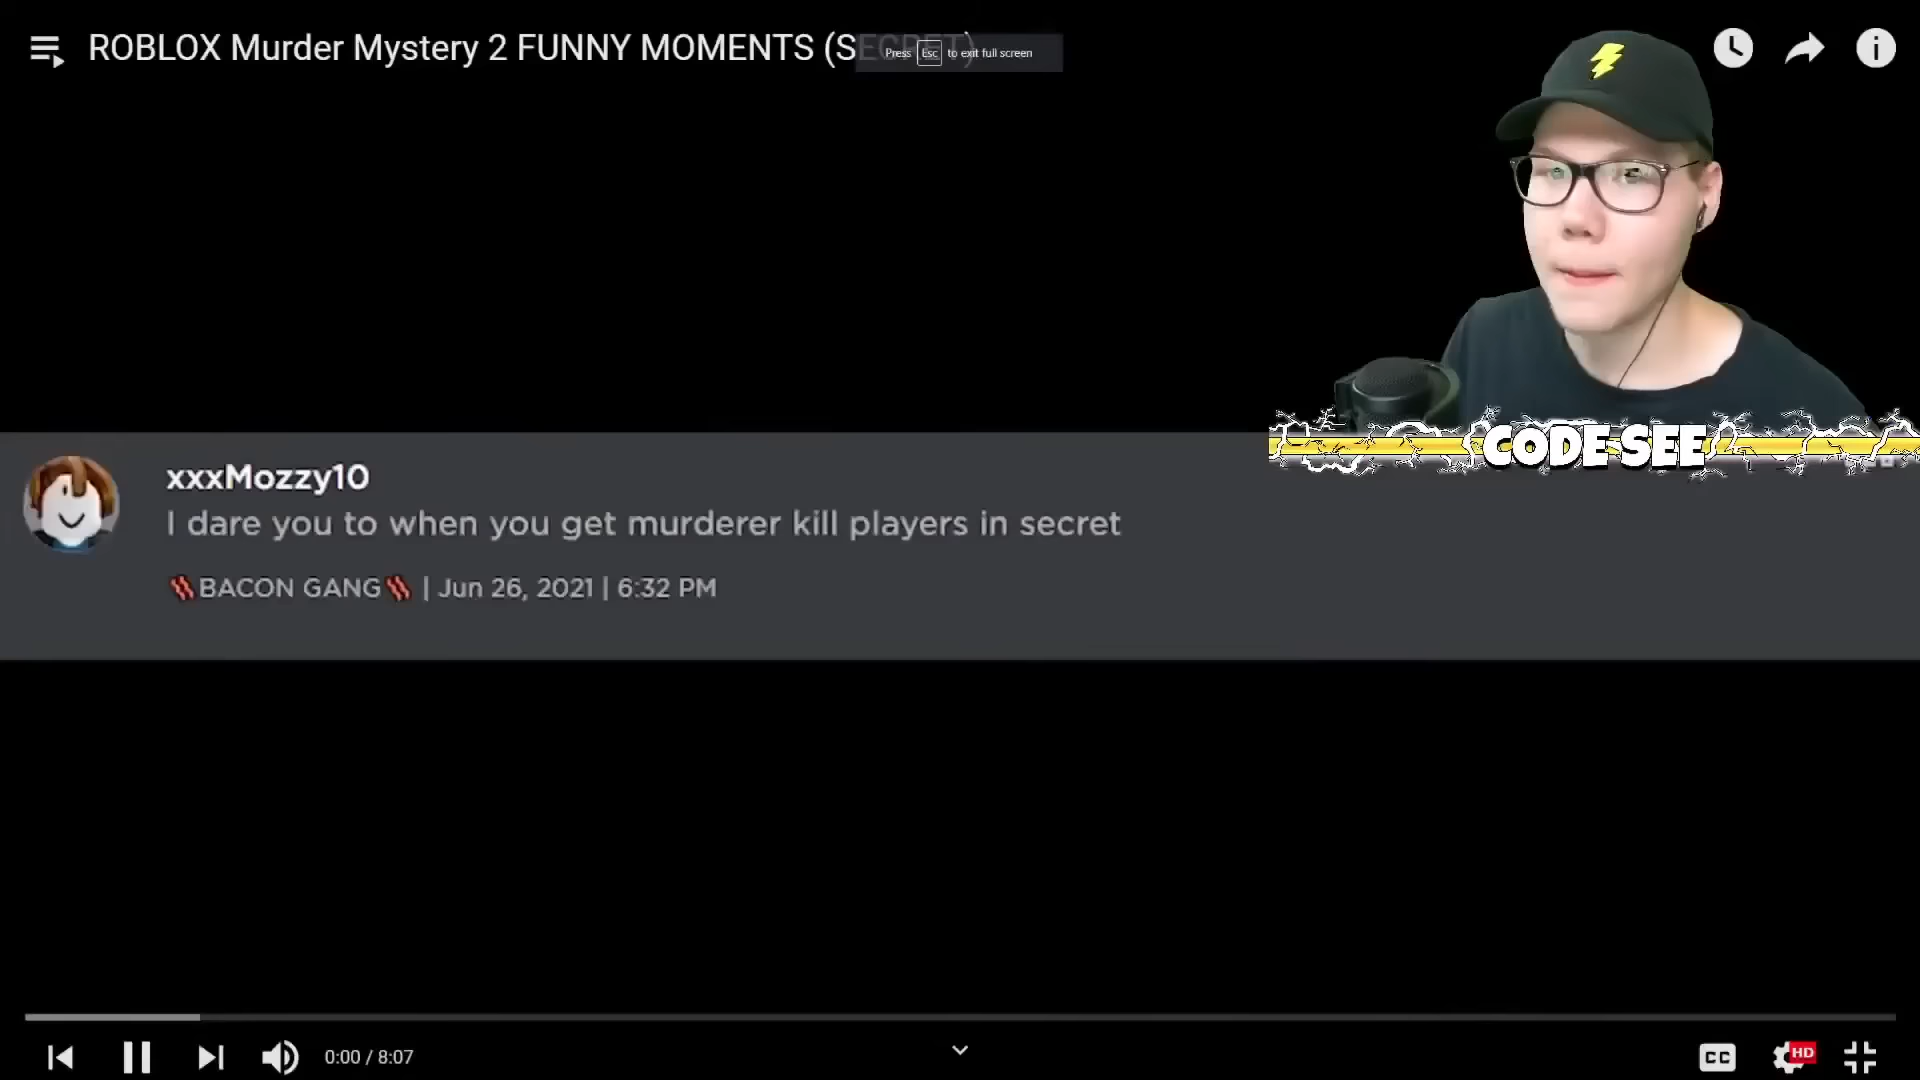 ROBLOX Murder Mystery 2 FUNNY MOMENTS (SECRET)
Press Esc to exit full screen
CODE SEE
xxxMozzy10
I dare you to when you get murderer kill players in secret
BACON GANG | Jun 26, 2021 | 6:32 PM
0:00 / 8:07
CC
HD